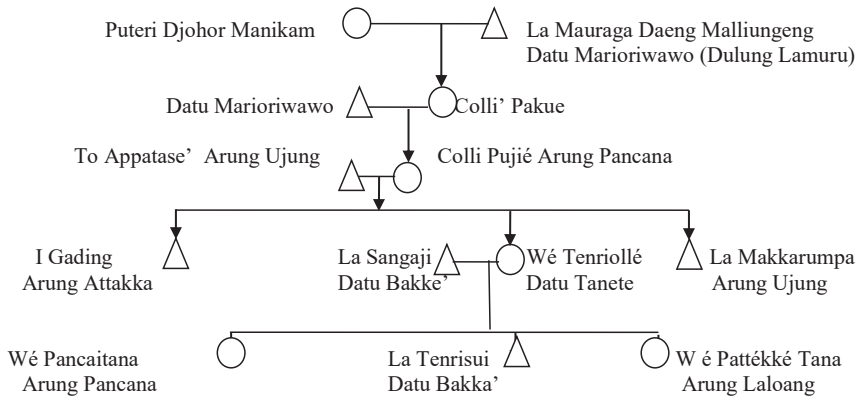 Puteri Djohor Manikam
La Mauraga Daeng Malliungeng
Datu Marioriwawo (Dulung Lamuru)
Datu Marioriwawo
Colli’ Pakue
To Appatase’ Arung Ujung
Colli Pujié Arung Pancana
I Gading
Arung Attakka
La Sangaji
Datu Bakke’
Wé Tenriollé
Datu Tanete
La Makkarumpa
Arung Ujung
Wé Pancaitana
Arung Pancana
La Tenrisui
Datu Bakka’
W é Pattékké Tana
Arung Laloang